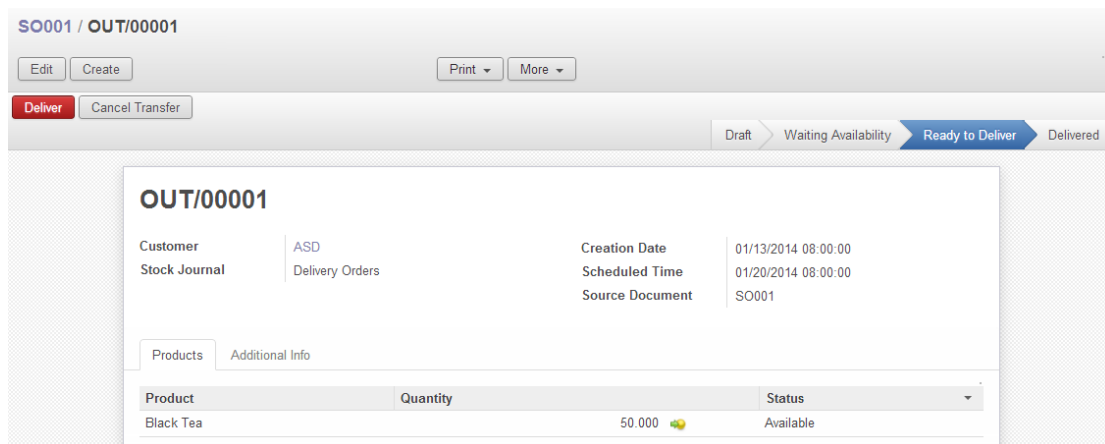 SO001 / OUT/00001
Edit Create Print More
Deliver Cancel Transfer
Draft Waiting Availability Ready to Deliver Delivered
OUT/00001
Customer ASD Creation Date 01/13/2014 08:00:00
Stock Journal Delivery Orders Scheduled Time 01/20/2014 08:00:00
Source Document SO001
Products Additional Info
Product Quantity Status
Black Tea 50.000 Available